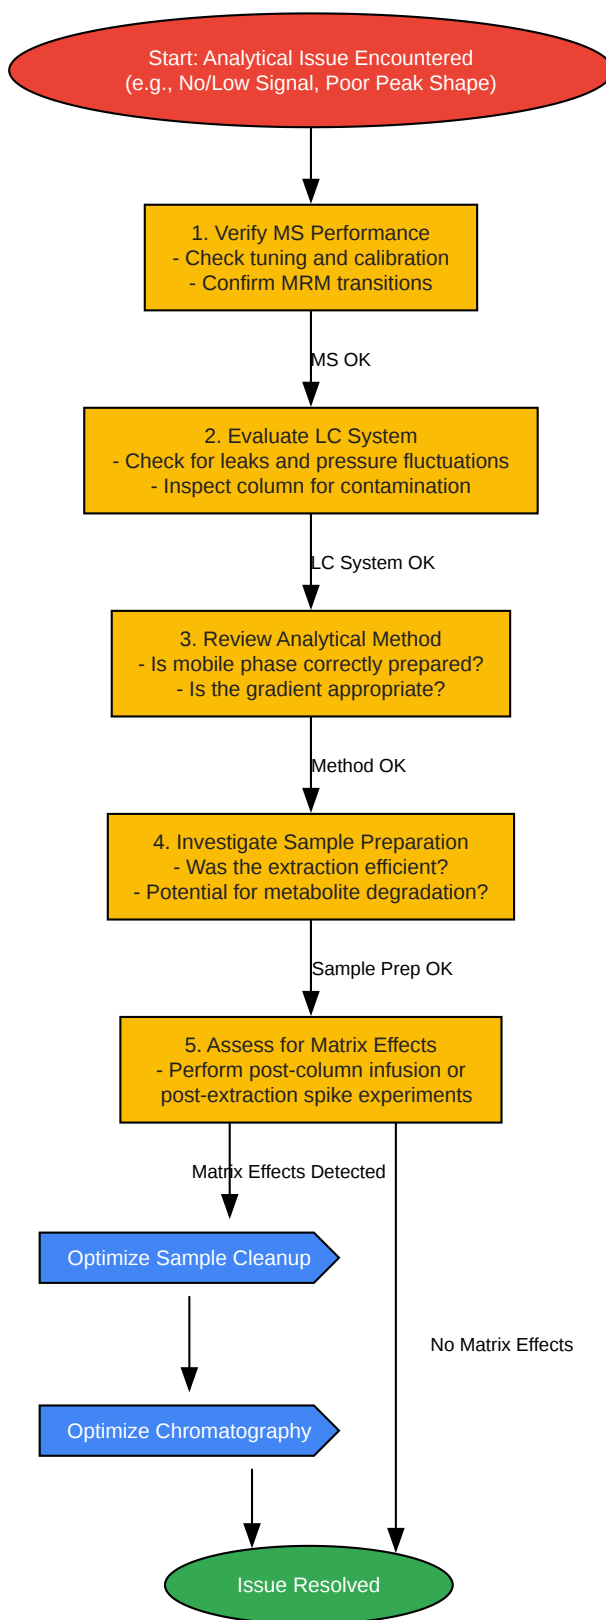 Start: Analytical Issue Encountered
(e.g., No/Low Signal, Poor Peak Shape)
1. Verify MS Performance
- Check tuning and calibration
- Confirm MRM transitions
MS OK
2. Evaluate LC System
- Check for leaks and pressure fluctuations
- Inspect column for contamination
LC System OK
3. Review Analytical Method
- Is mobile phase correctly prepared?
- Is the gradient appropriate?
Method OK
4. Investigate Sample Preparation
- Was the extraction efficient?
- Potential for metabolite degradation?
Sample Prep OK
5. Assess for Matrix Effects
- Perform post-column infusion or
post-extraction spike experiments
Matrix Effects Detected
Optimize Sample Cleanup
No Matrix Effects
Optimize Chromatography
Issue Resolved